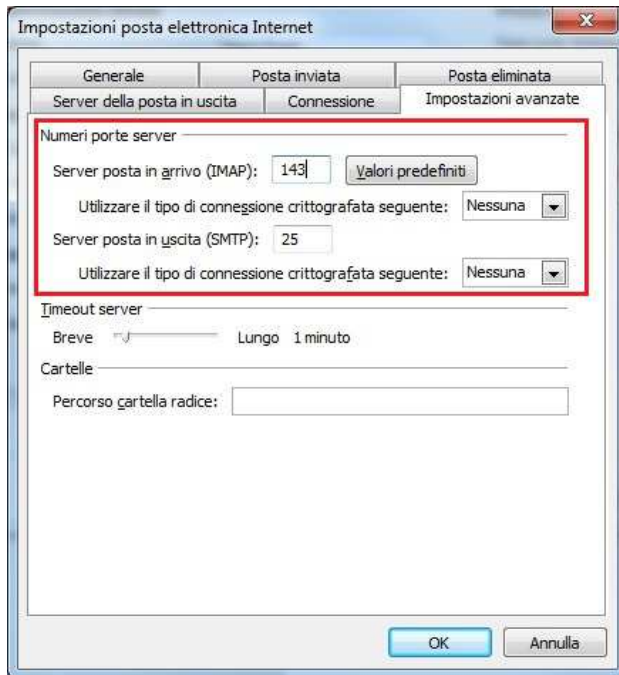 Impostazioni posta elettronica Internet
Generale Posta inviata Posta eliminata
Server della posta in uscita Connessione Impostazioni avanzate
Numeri porte server
Server posta in arrivo (IMAP): 143 Valori predefiniti
Utilizzare il tipo di connessione crittografata seguente: Nessuna
Server posta in uscita (SMTP): 25
Utilizzare il tipo di connessione crittografata seguente: Nessuna
Timeout server
Breve Lungo 1 minuto
Cartelle
Percorso cartella radice:
OK Annulla